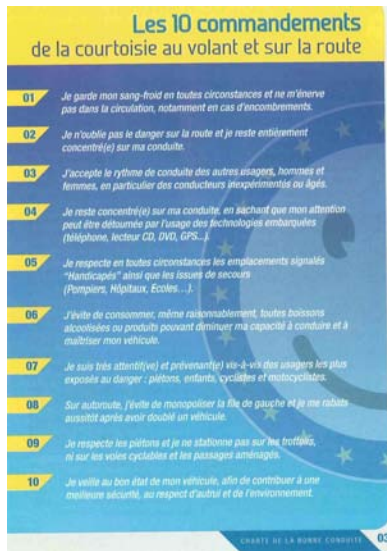 Les 10 commandements
de la courtoisie au volant et sur la route
01 Je garde mon sang-froid en toutes circonstances et ne m'énerve
pas dans la circulation, notamment en cas d'encombrements.
02 Je n'oublie pas le danger sur la route et je reste entièrement
concentré(e) sur ma conduite.
03 J'accepte le rythme de conduite des autres usagers, hommes et
femmes, en particulier des conducteurs inexpérimentés ou âgés.
04 Je reste concentré(e) sur ma conduite, en sachant que mon attention
peut être détournée par l'usage des technologies embarquées
(téléphone, lecteur CD, DVD, GPS...).
05 Je respecte en toutes circonstances les emplacements signalés
"Handicapés" ainsi que les issues de secours
(Pompiers, Hôpitaux, Ecoles...).
06 J'évite de consommer, même raisonnablement, toutes boissons
alcoolisées ou produits pouvant diminuer ma capacité à conduire et à
maîtriser mon véhicule.
07 Je suis très attentif(ve) et prévenant(e) vis-à-vis des usagers les plus
exposés au danger : piétons, enfants, cyclistes et motocyclistes.
08 Sur autoroute, j'évite de monopoliser la file de gauche et je me rabats
aussitôt après avoir doublé un véhicule.
09 Je respecte les piétons et je ne stationne pas sur les trottoirs,
ni sur les voies cyclables et les passages aménagés.
10 Je veille au bon état de mon véhicule, afin de contribuer à une
meilleure sécurité, au respect d'autrui et de l'environnement.
CHARTE DE LA BONNE CONDUITE 03